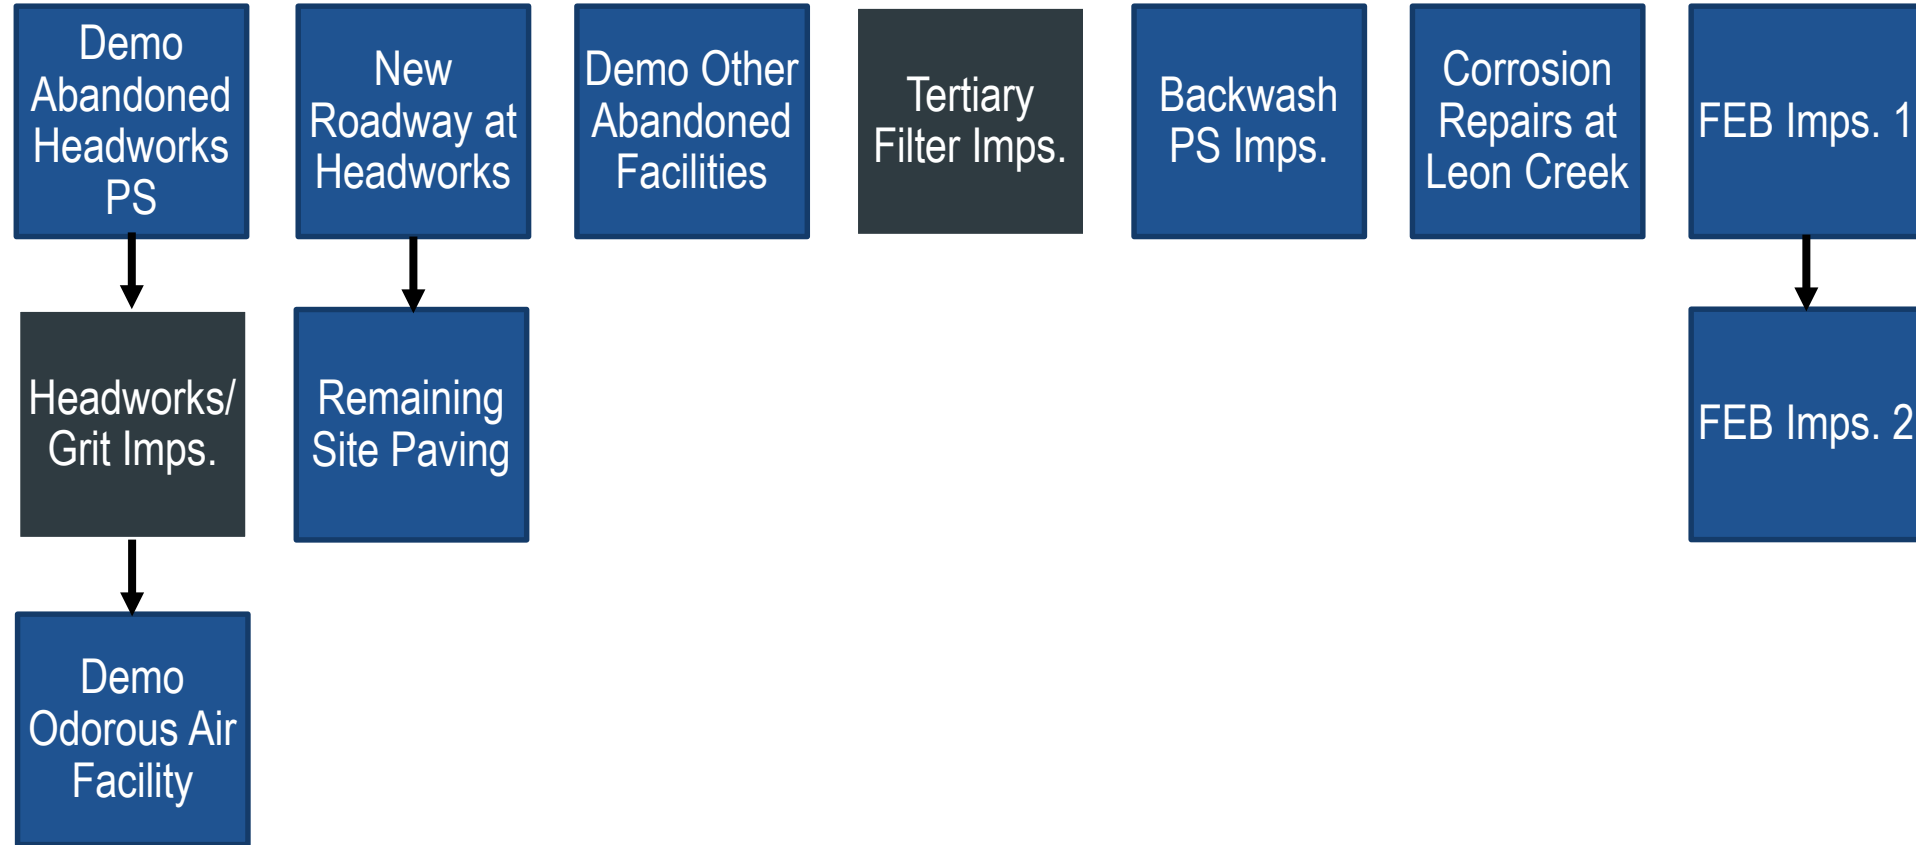 Demo
Abandoned
Headworks
PS
New
Roadway at
Headworks
Demo Other
Abandoned
Facilities
Tertiary
Filter Imps.
Backwash
PS Imps.
Corrosion
Repairs at
Leon Creek
FEB Imps. 1
Headworks/
Grit Imps.
Remaining
Site Paving
FEB Imps. 2
Demo
Odorous Air
Facility